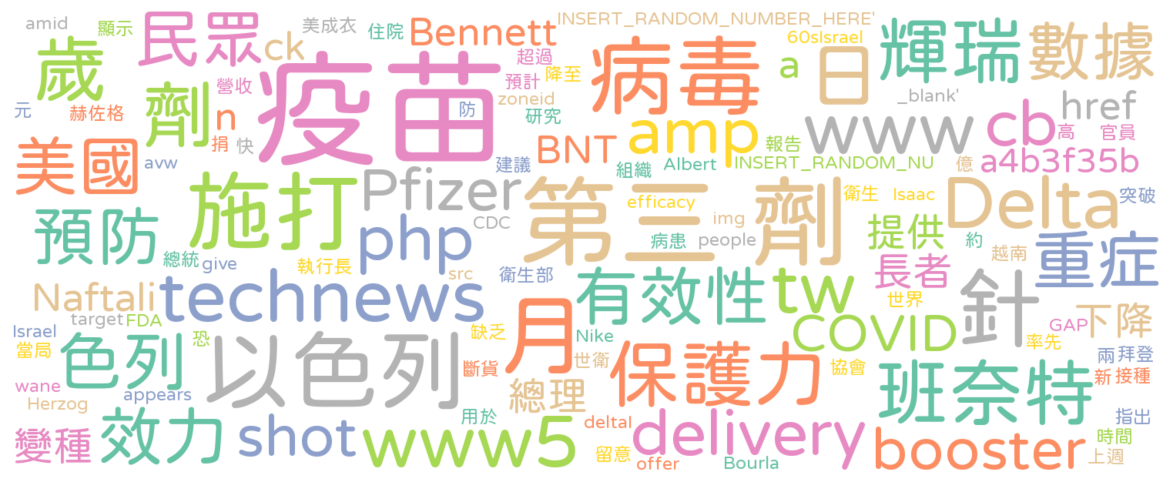 amid 顯示 民眾 ck 美成衣 住院 Bennett INSERT_RANDOM_NUMBER_HERE'
歲 劑 營收 疫苗 超過 降至 病毒 a 60sIsrael 日 輝瑞 數據
預計 zoneid 研究 防
元 赫佐格 n 捐 快 amp www _blank' cb 高 官員 href
美國 avw 建議 BNT 組織 Albert 報告 INSERT_RANDOM_NU 億 a4b3f35b
施打 Pfizer 第三劑 efficacy 衛生 Isaac Delta 突破
預防 總統 give php CDC img 病患 people 提供 約 越南 重症
執行長 src 衛生部 有效性 tw 長者 世界 針
Naftali technews 月 COVID GAP 下降
target FDA Israel 當局 色列 恐 以色列 缺乏 Nike 率先
斷貨 世衛 保護力 協會 兩 拜登 新 接種
wane Herzog appears 總理 班奈特
變種 效力 shot 用於 www5 deltal delivery booster 指出 時間
留意 offer Bourla 上週